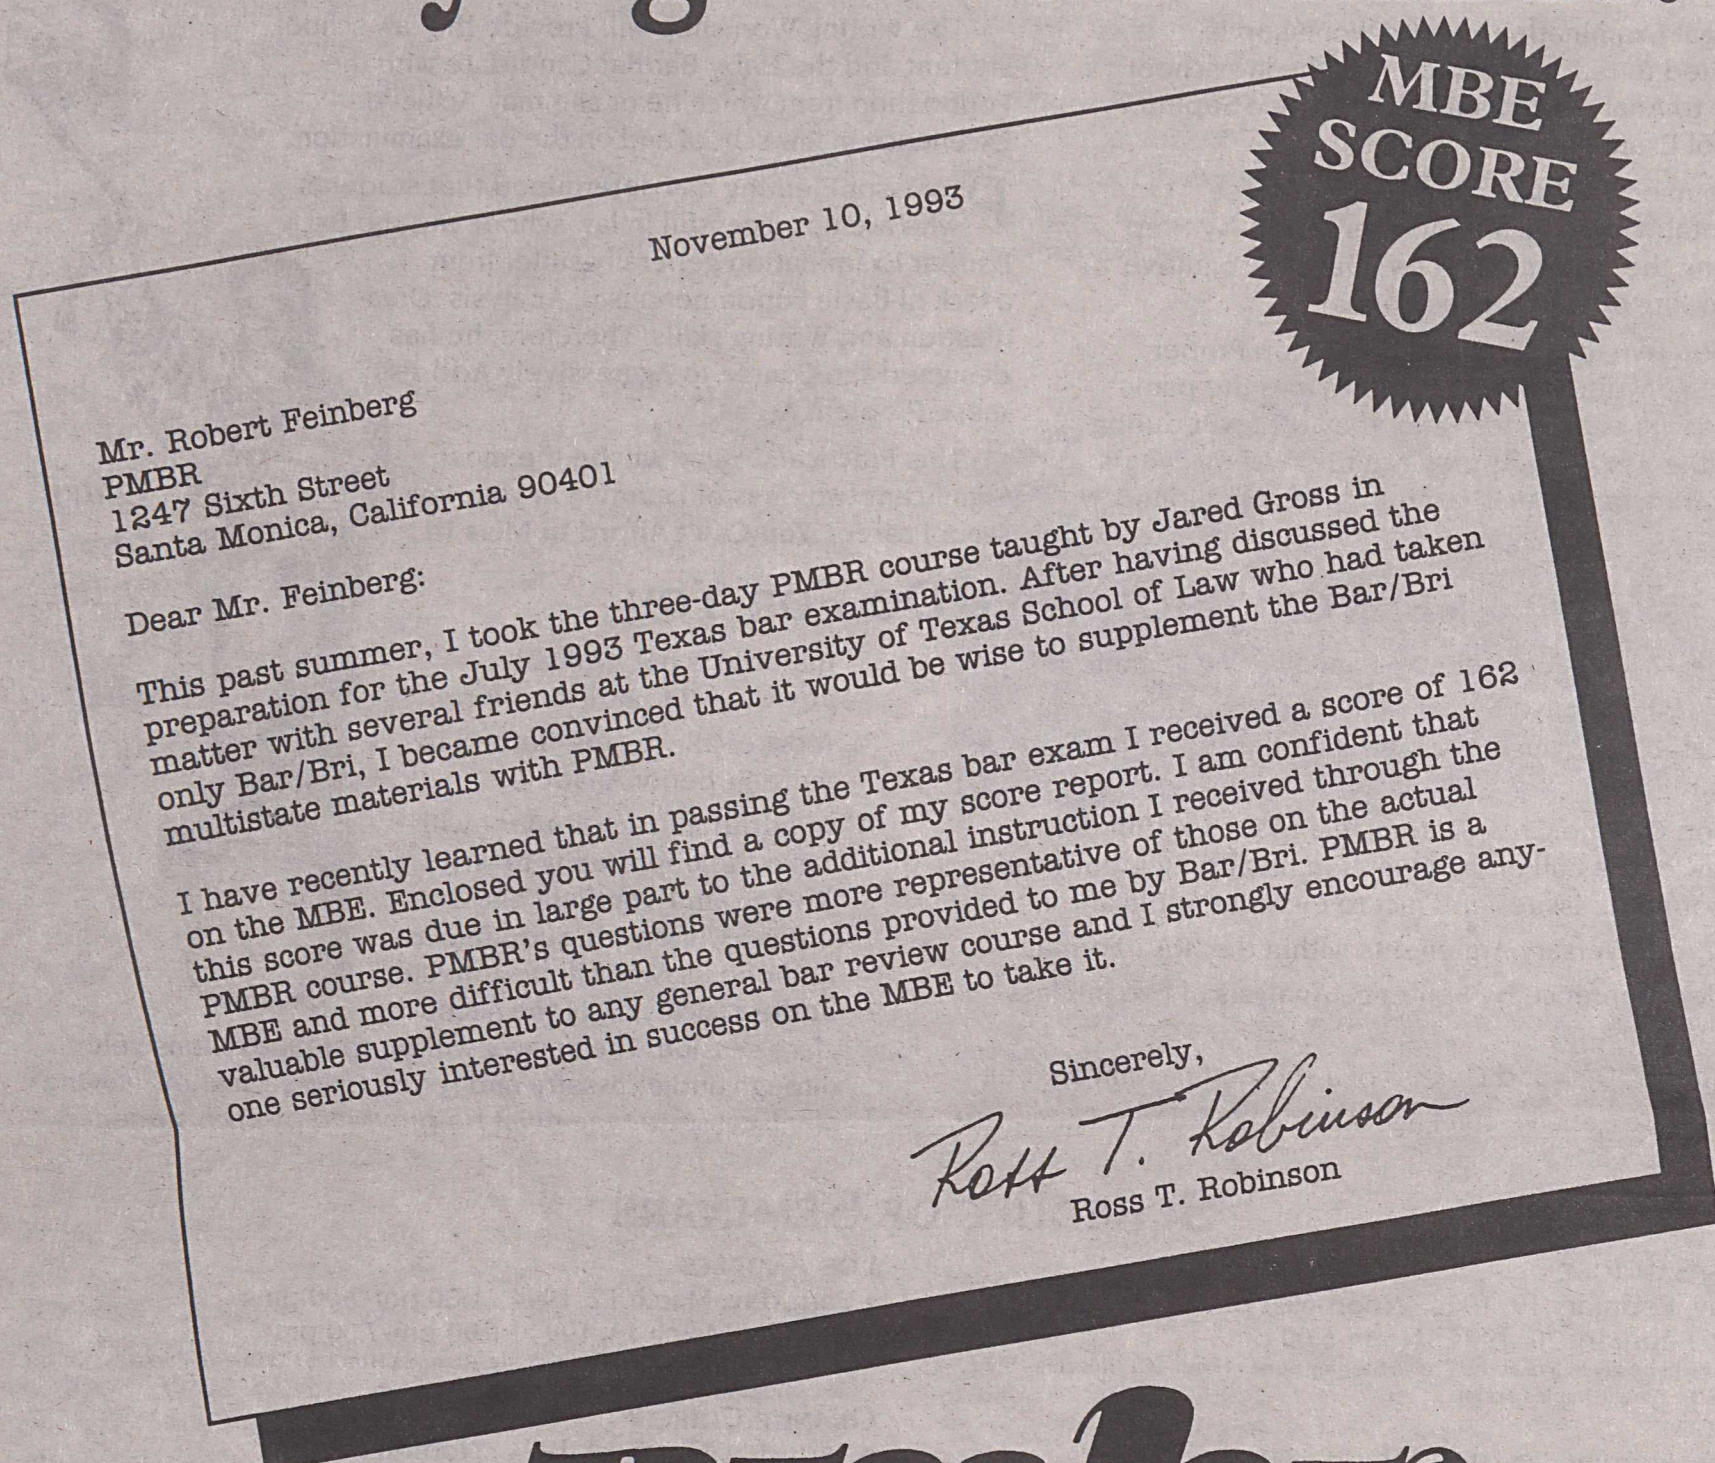 MBE
SCORE
162
November 10, 1993
Mr. Robert Feinberg
PMBR
1247 Sixth Street
Santa Monica, California 90401
Dear Mr. Feinberg:
This past summer, I took the three-day PMBR course taught by Jared Gross in
preparation for the July 1993 Texas bar examination. After having discussed the
matter with several friends at the University of Texas School of Law who had taken
only Bar/Bri, I became convinced that it would be wise to supplement the Bar/Bri
multistate materials with PMBR.
I have recently learned that in passing the Texas bar exam I received a score of 162
on the MBE. Enclosed you will find a copy of my score report. I am confident that
this score was due in large part to the additional instruction I received through the
PMBR course. PMBR's questions were more representative of those on the actual
MBE and more difficult than the questions provided to me by Bar/Bri. PMBR is a
valuable supplement to any general bar review course and I strongly encourage any-
one seriously interested in success on the MBE to take it.
Sincerely,
Ross T. Robinson
Ross T. Robinson